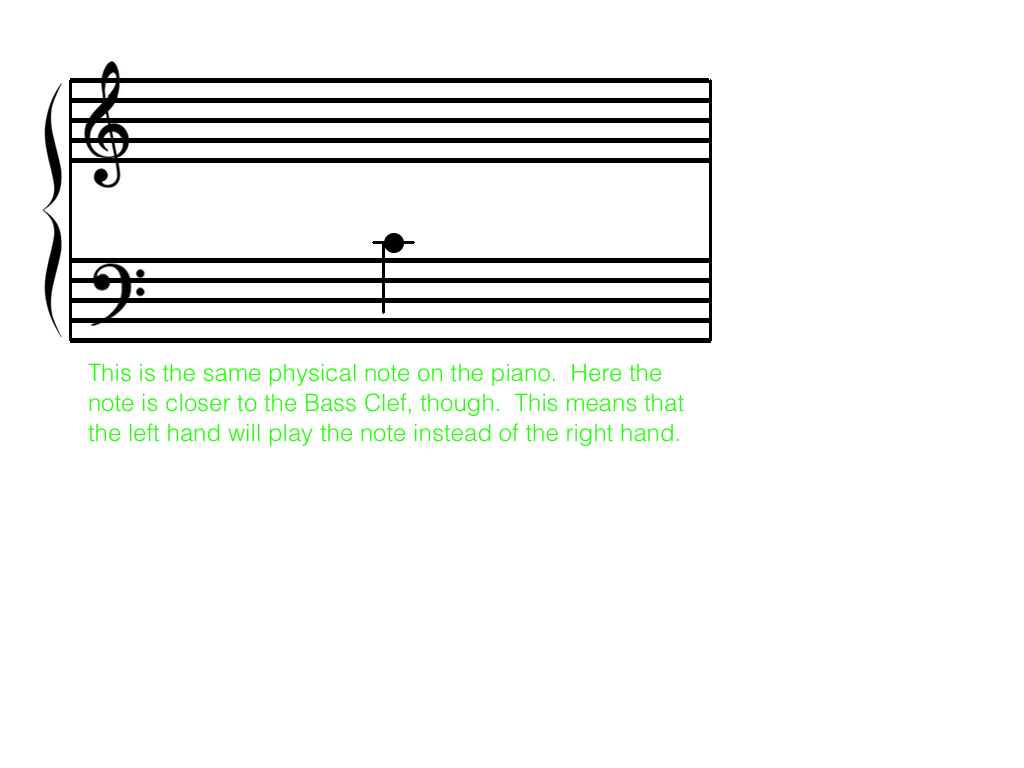 This is the same physical note on the piano.  Here the
note is closer to the Bass Clef, though.  This means that
the left hand will play the note instead of the right hand.